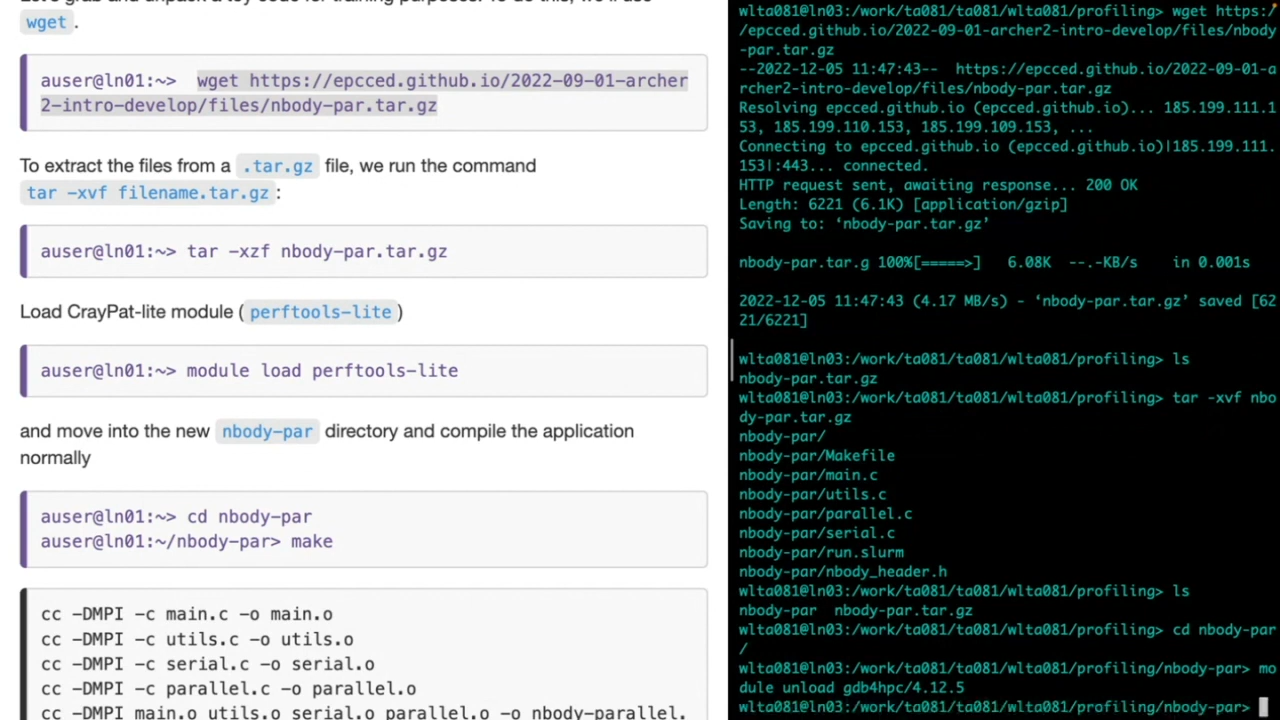 wget .
auser@ln01:~> wget https://epcced.github.io/2022-09-01-archer
2-intro-develop/files/nbody-par.tar.gz
To extract the files from a .tar.gz file, we run the command
tar -xvf filename.tar.gz :
auser@ln01:~> tar -xzf nbody-par.tar.gz
Load CrayPat-lite module ( perftools-lite )
auser@ln01:~> module load perftools-lite
and move into the new nbody-par directory and compile the application
normally
auser@ln01:~> cd nbody-par
auser@ln01:~/nbody-par> make
cc -DMPI -c main.c -o main.o
cc -DMPI -c utils.c -o utils.o
cc -DMPI -c serial.c -o serial.o
cc -DMPI -c parallel.c -o parallel.o
cc -DMPI main.o utils.o serial.o parallel.o -o nbody-parallel.
wlta081@ln03:/work/ta081/ta081/wlta081/profiling> wget https:/
/epcced.github.io/2022-09-01-archer2-intro-develop/files/nbody
-par.tar.gz
--2022-12-05 11:47:43-- https://epcced.github.io/2022-09-01-a
rcher2-intro-develop/files/nbody-par.tar.gz
Resolving epcced.github.io (epcced.github.io)... 185.199.111.1
53, 185.199.110.153, 185.199.109.153, ...
Connecting to epcced.github.io (epcced.github.io)|185.199.111.
153|:443... connected.
HTTP request sent, awaiting response... 200 OK
Length: 6221 (6.1K) [application/gzip]
Saving to: ‘nbody-par.tar.gz’
nbody-par.tar.g 100%[=====>] 6.08K --.-KB/s in 0.001s
2022-12-05 11:47:43 (4.17 MB/s) - ‘nbody-par.tar.gz’ saved [62
21/6221]
wlta081@ln03:/work/ta081/ta081/wlta081/profiling> ls
nbody-par.tar.gz
wlta081@ln03:/work/ta081/ta081/wlta081/profiling> tar -xvf nbo
dy-par.tar.gz
nbody-par/
nbody-par/Makefile
nbody-par/main.c
nbody-par/utils.c
nbody-par/parallel.c
nbody-par/serial.c
nbody-par/run.slurm
nbody-par/nbody_header.h
wlta081@ln03:/work/ta081/ta081/wlta081/profiling> ls
nbody-par nbody-par.tar.gz
wlta081@ln03:/work/ta081/ta081/wlta081/profiling> cd nbody-par
/
wlta081@ln03:/work/ta081/ta081/wlta081/profiling/nbody-par> mo
dule unload gdb4hpc/4.12.5
wlta081@ln03:/work/ta081/ta081/wlta081/profiling/nbody-par>